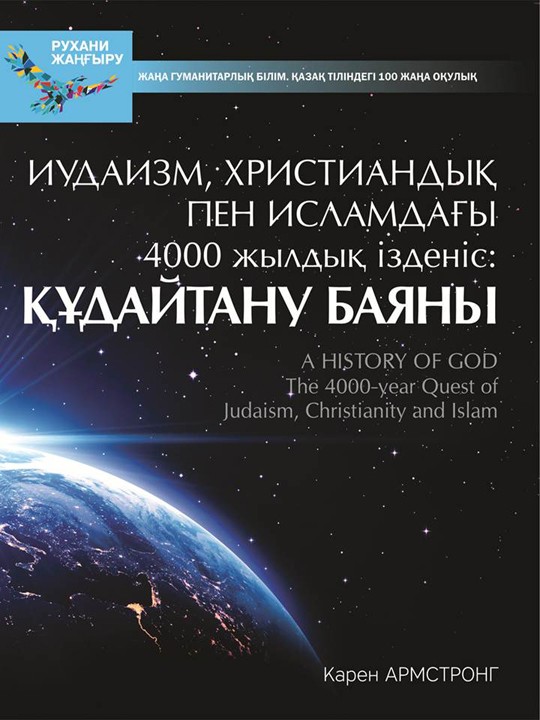 РУХАНИ
ЖАҢҒЫРУ
ЖАҢА ГУМАНИТАРЛЫҚ БІЛІМ. ҚАЗАҚ ТІЛІНДЕГІ 100 ЖАҢА ОҚУЛЫҚ
ИУДАИЗМ, ХРИСТИАНДЫҚ
ПЕН ИСЛАМДАҒЫ
4000 жылдық ізденіс:
ҚҰДАЙТАНУ БАЯНЫ
A HISTORY OF GOD
The 4000-year Quest of
Judaism, Christianity and Islam
Карен АРМСТРОНГ